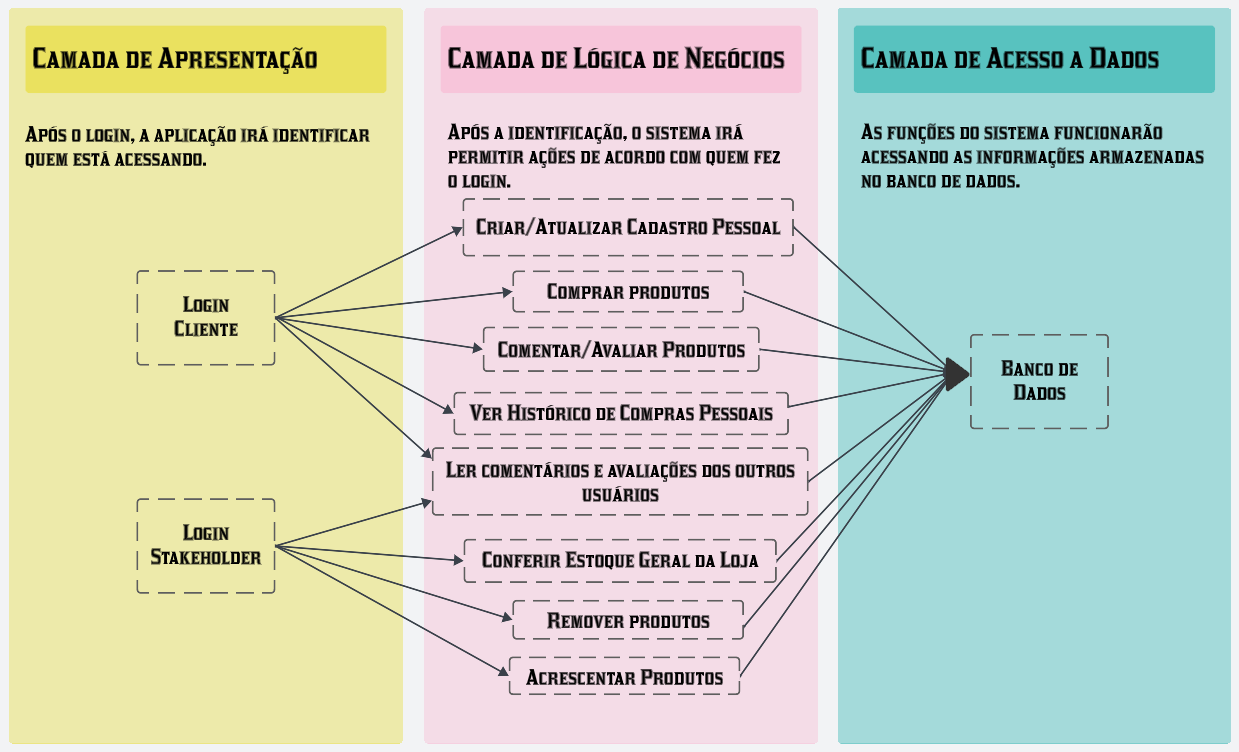 Camada de Apresentação
Após o login, a aplicação irá identificar
quem está acessando.
Login
Cliente
Login
Stakeholder
Camada de Lógica de Negócios
Após a identificação, o sistema irá
permitir ações de acordo com quem fez
o login.
Criar/Atualizar Cadastro Pessoal
Comprar produtos
Comentar/Avaliar Produtos
Ver Histórico de Compras Pessoais
Ler comentários e avaliações dos outros
usuários
Conferir Estoque Geral da Loja
Remover produtos
Acrescentar Produtos
Camada de Acesso a Dados
As funções do sistema funcionarão
acessando as informações armazenadas
no banco de dados.
Banco de
Dados